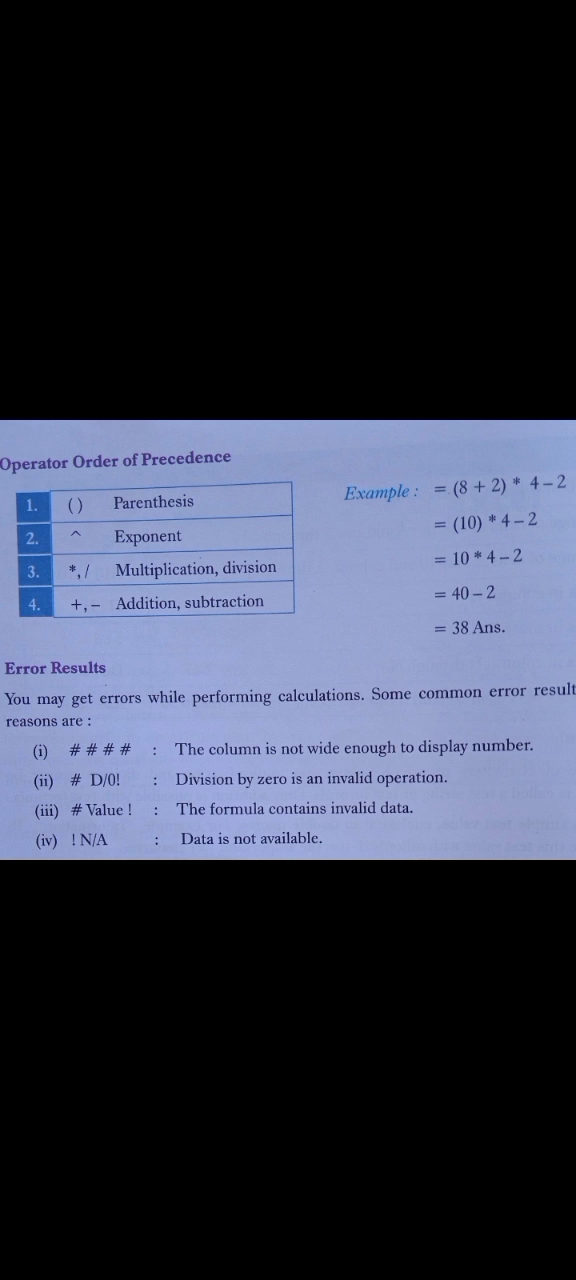 Operator Order of Precedence
1. ( ) Parenthesis
2. ^ Exponent
3. *, / Multiplication, division
4. +, – Addition, subtraction
Example : = (8 + 2) * 4 – 2
= (10) * 4 – 2
= 10 * 4 – 2
= 40 – 2
= 38 Ans.
Error Results
You may get errors while performing calculations. Some common error result
reasons are :
(i) # # # # : The column is not wide enough to display number.
(ii) # D/0! : Division by zero is an invalid operation.
(iii) # Value ! : The formula contains invalid data.
(iv) ! N/A : Data is not available.